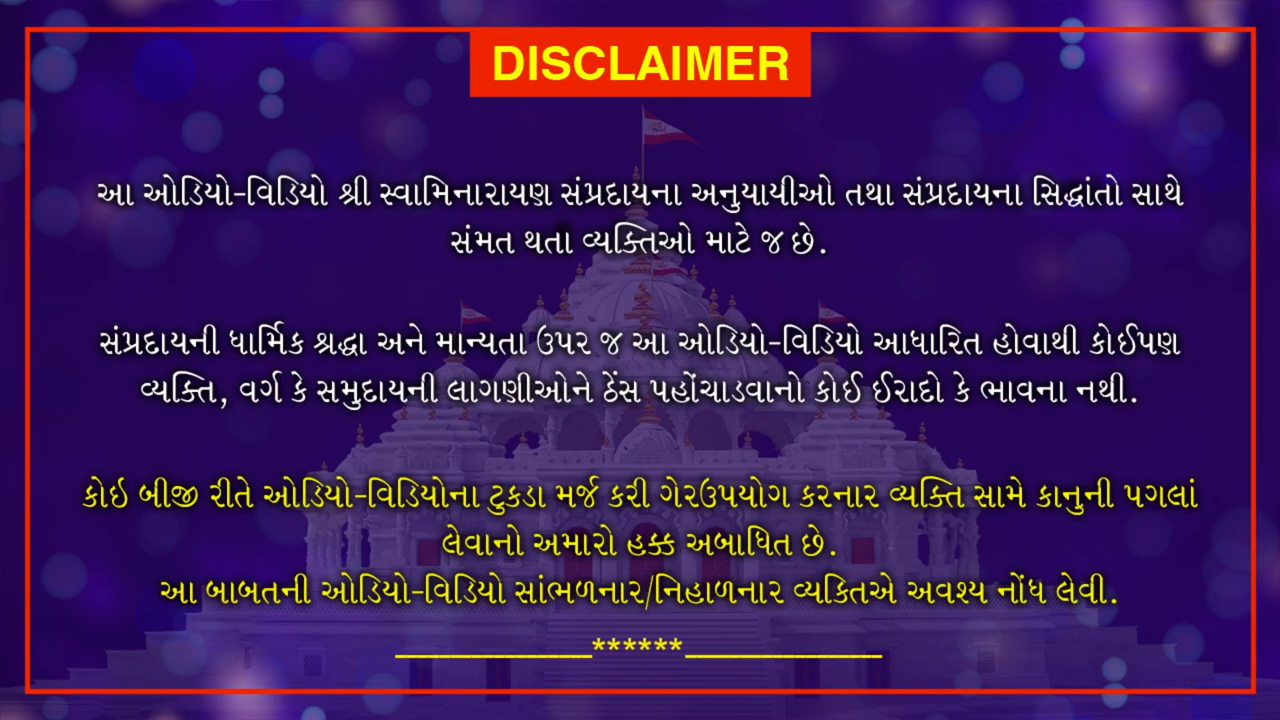 DISCLAIMER
આ ઓડિયો-વિડિયો શ્રી સ્વામિનારાયણ સંપ્રદાયના અનુયાયીઓ તથા સંપ્રદાયના સિદ્ધાંતો સાથે
સંમત થતા વ્યક્તિઓ માટે જ છે.
સંપ્રદાયની ધાર્મિક શ્રદ્ધા અને માન્યતા ઉપર જ આ ઓડિયો-વિડિયો આધારિત હોવાથી કોઈપણ
વ્યક્તિ, વર્ગ કે સમુદાયની લાગણીઓને ઠેંસ પહોંચાડવાનો કોઈ ઈરાદો કે ભાવના નથી.
કોઇ બીજી રીતે ઓડિયો-વિડિયોના ટુકડા મર્જ કરી ગેરઉપયોગ કરનાર વ્યક્તિ સામે કાનુની પગલાં
લેવાનો અમારો હક્ક અબાધિત છે.
આ બાબતની ઓડિયો-વિડિયો સાંભળનાર/નિહાળનાર વ્યકિતએ અવશ્ય નોંધ લેવી.
________________******________________